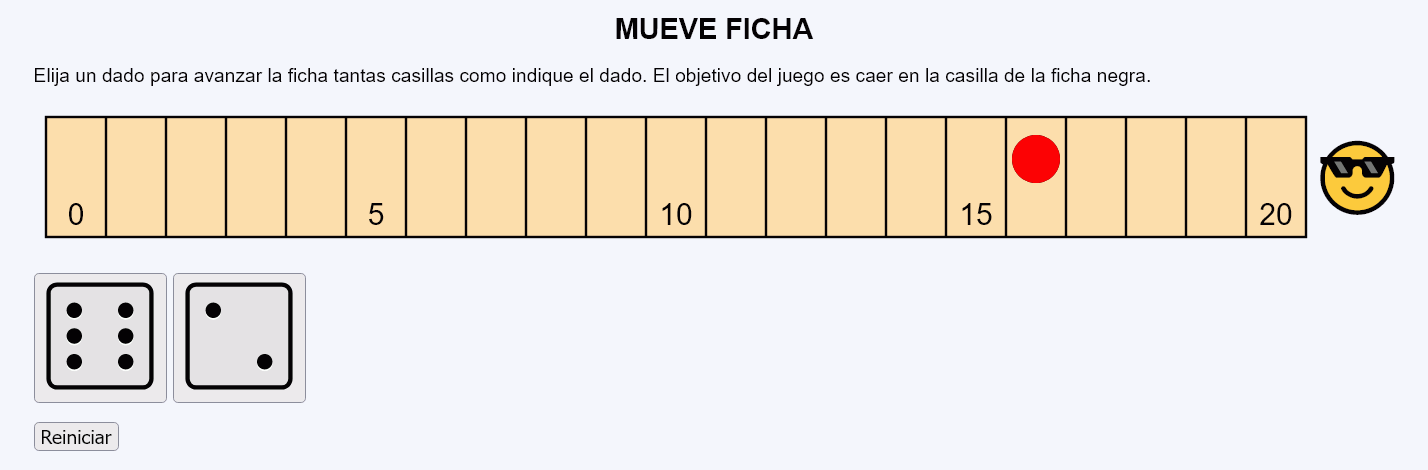 MUEVE FICHA
Elija un dado para avanzar la ficha tantas casillas como indique el dado. El objetivo del juego es caer en la casilla de la ficha negra.
0 5 10 15 20
Reiniciar